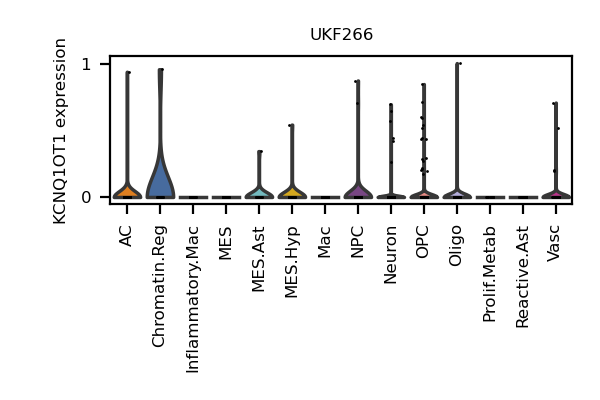 UKF266
KCNQ1OT1 expression
1
0
AC
Chromatin.Reg
Inflammatory.Mac
MES
MES.Ast
MES.Hyp
Mac
NPC
Neuron
OPC
Oligo
Prolif.Metab
Reactive.Ast
Vasc